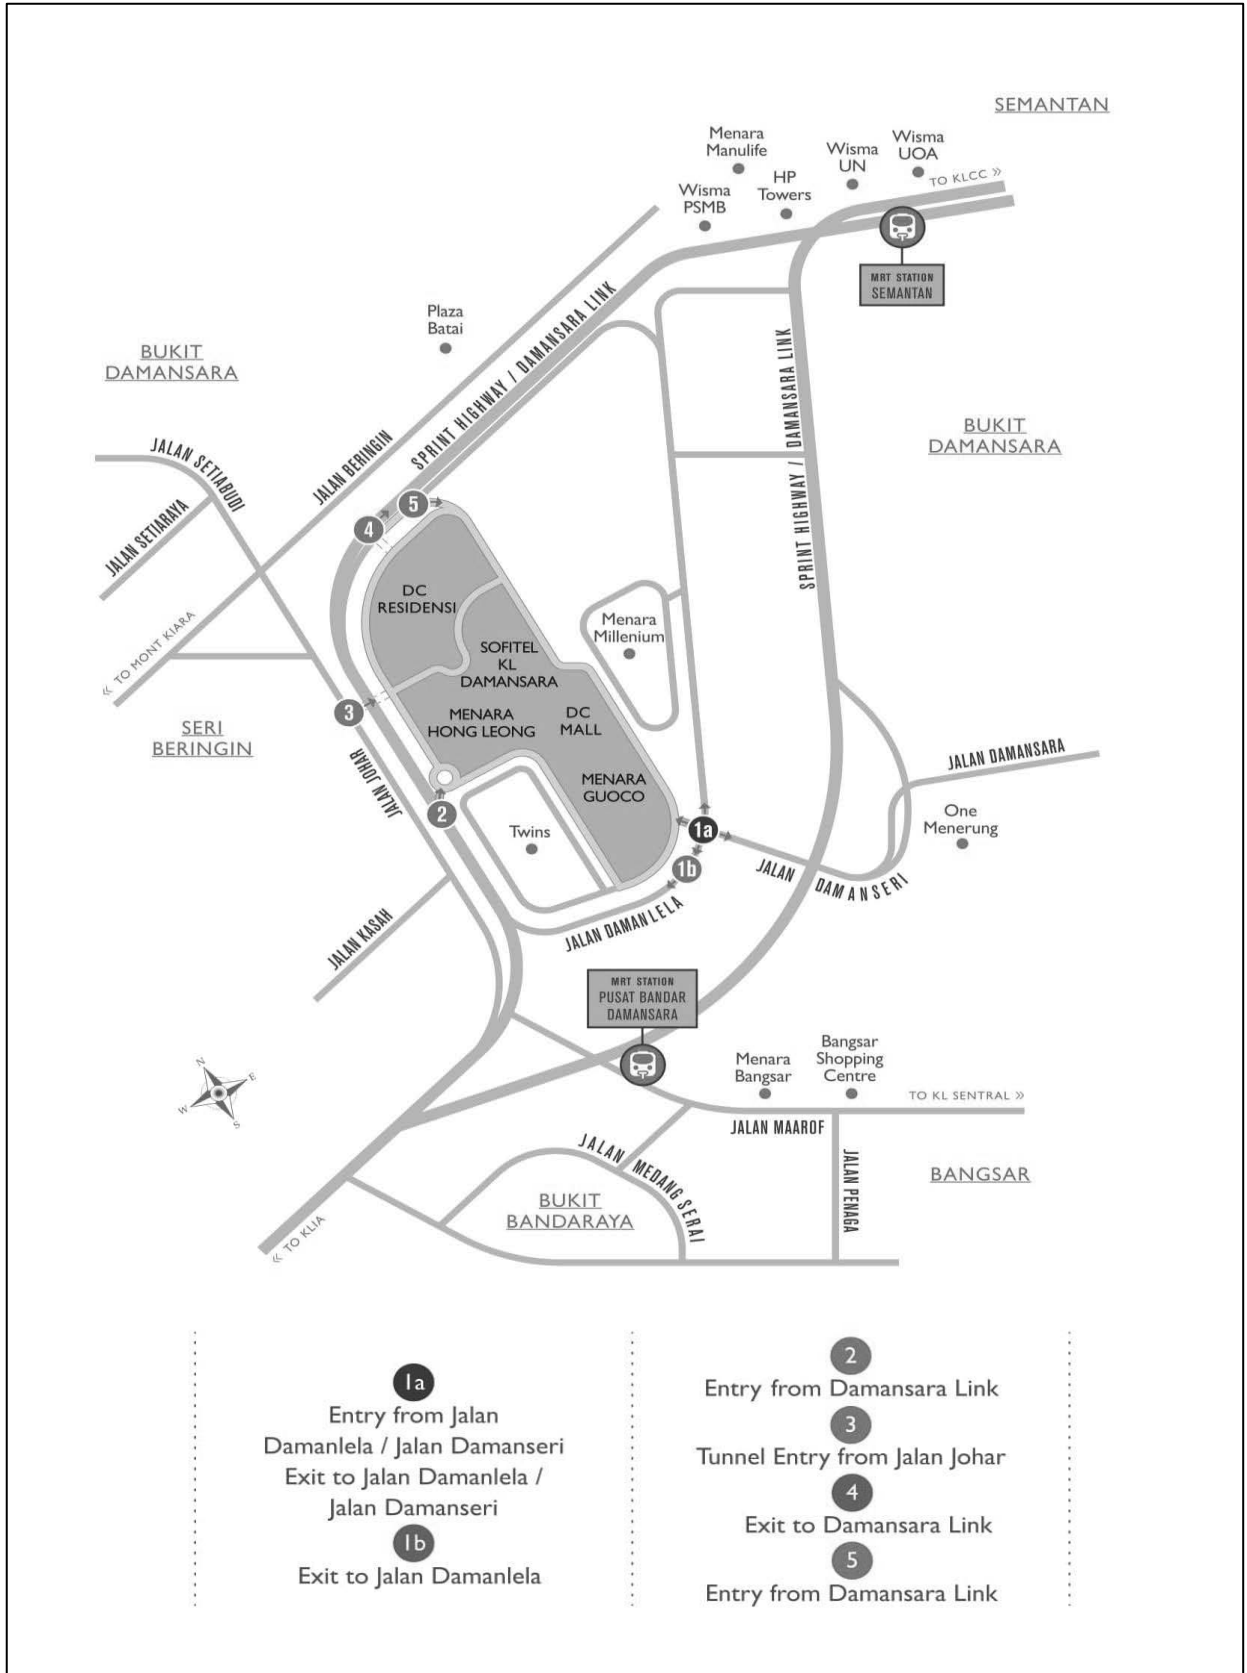 SEMANTAN
Menara
Manulife
Wisma
UN
Wisma
UOA
HP
Towers
Wisma
PSMB
TO KLCC »
MRT STATION
SEMANTAN
Plaza
Batai
BUKIT
DAMANSARA
SPRINT HIGHWAY / DAMANSARA LINK
SPRINT HIGHWAY / DAMANSARA LINK
BUKIT
DAMANSARA
JALAN SETIABUDI
JALAN BERINGIN
JALAN SETIARAYA
5
4
DC
RESIDENSI
« TO MONT KIARA
Menara
Millenium
SOFITEL
KL
DAMANSARA
3
MENARA
HONG LEONG
DC
MALL
SERI
BERINGIN
JALAN JOHAR
JALAN DAMANSARA
MENARA
GUOCO
2
Twins
1a
One
Menerung
1b
JALAN DAMANSERI
JALAN DAMANLELA
JALAN KASAH
MRT STATION
PUSAT BANDAR
DAMANSARA
Menara
Bangsar
Bangsar
Shopping
Centre
N
E
W
S
TO KL SENTRAL »
JALAN MAAROF
JALAN MEDANG SERAI
JALAN PENAGA
BANGSAR
BUKIT
BANDARAYA
« TO KLIA
1a
Entry from Jalan
Damanlela / Jalan Damanseri
Exit to Jalan Damanlela /
Jalan Damanseri
1b
Exit to Jalan Damanlela
2
Entry from Damansara Link
3
Tunnel Entry from Jalan Johar
4
Exit to Damansara Link
5
Entry from Damansara Link